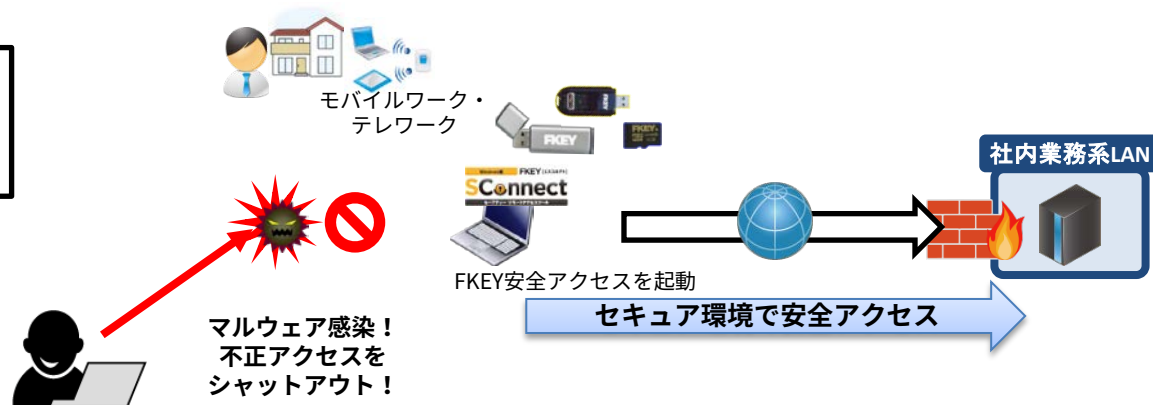 モバイルワーク・
テレワーク
FKEY
FKEY
FKEY
SConnect
FKEY安全アクセスを起動
社内業務系LAN
セキュア環境で安全アクセス
マルウェア感染！
不正アクセスを
シャットアウト！